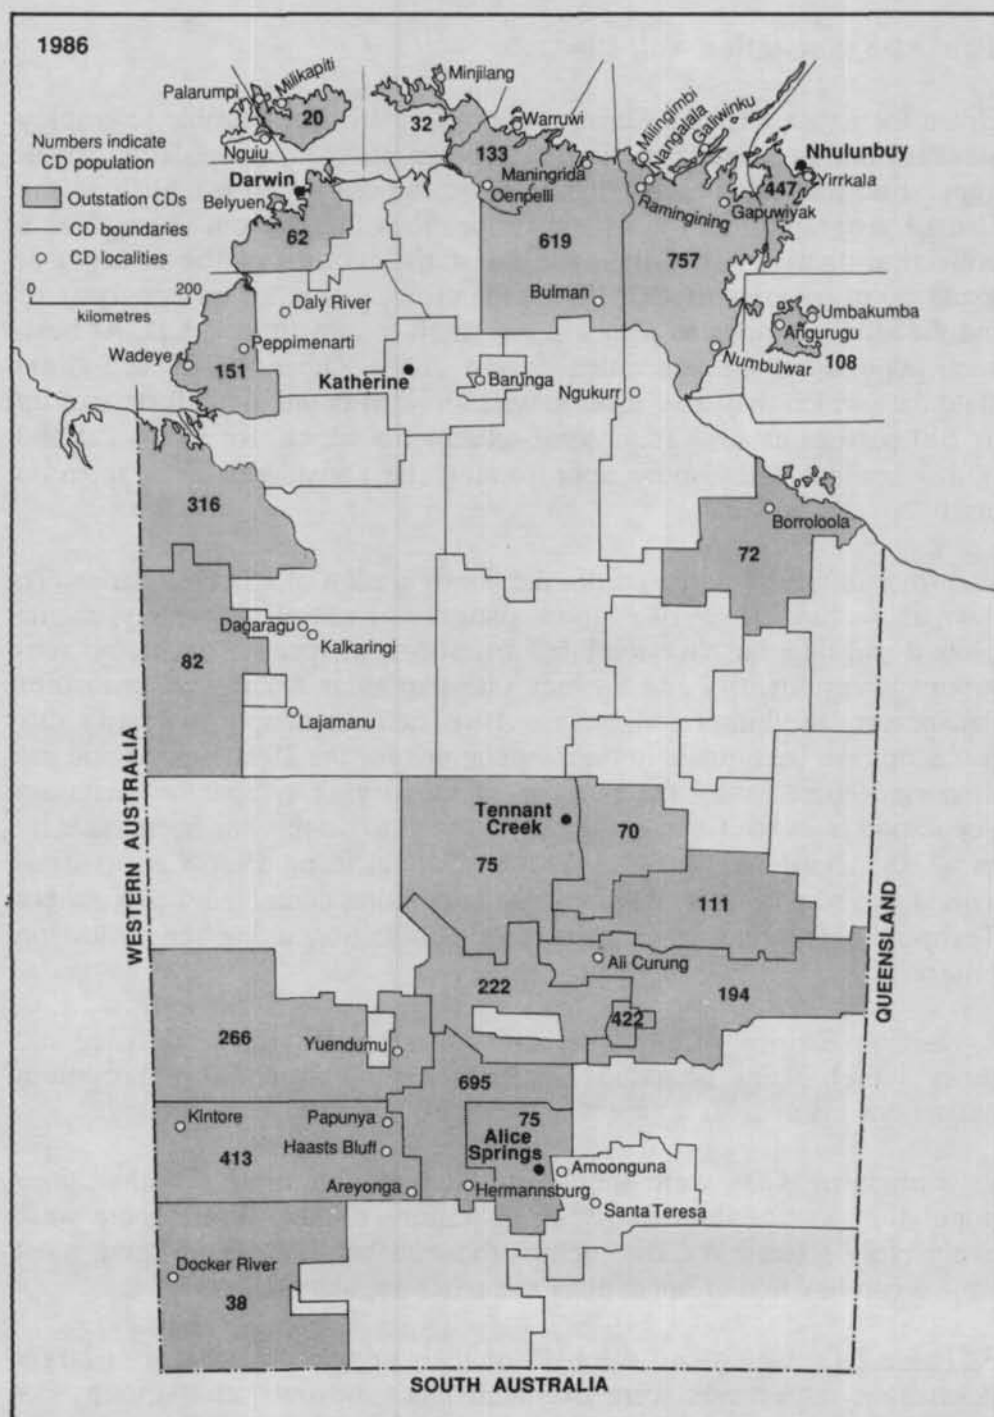 1986
Numbers indicate
CD population
Outstation CDs
CD boundaries
CD localities
0 200
kilometres
Palarumpi
Milikapiti
20
Nguiu
Minjilang
32
Warruwi
133
Maningrida
Oenpelli
Milingimbi
Nangalala
Galiwinku
Ramingining
Gapuwiyak
Nhulunbuy
Yirrkala
447
Darwin
Belyuen
62
619
757
Daly River
Bulman
Umbakumba
Angurugu
108
Numbulwar
Peppimenarti
Wadeye
151
Katherine
Barunga
Ngukurr
316
Borroloola
72
Dagaragu
Kalkaringi
82
Lajamanu
WESTERN AUSTRALIA
Tennant
Creek
75
70
111
QUEENSLAND
Ali Curung
222
194
422
266
Yuendumu
695
Kintore
Papunya
75
Haasts Bluff
413
Alice
Springs
Amoonguna
Areyonga
Hermannsburg
Santa Teresa
Docker River
38
SOUTH AUSTRALIA